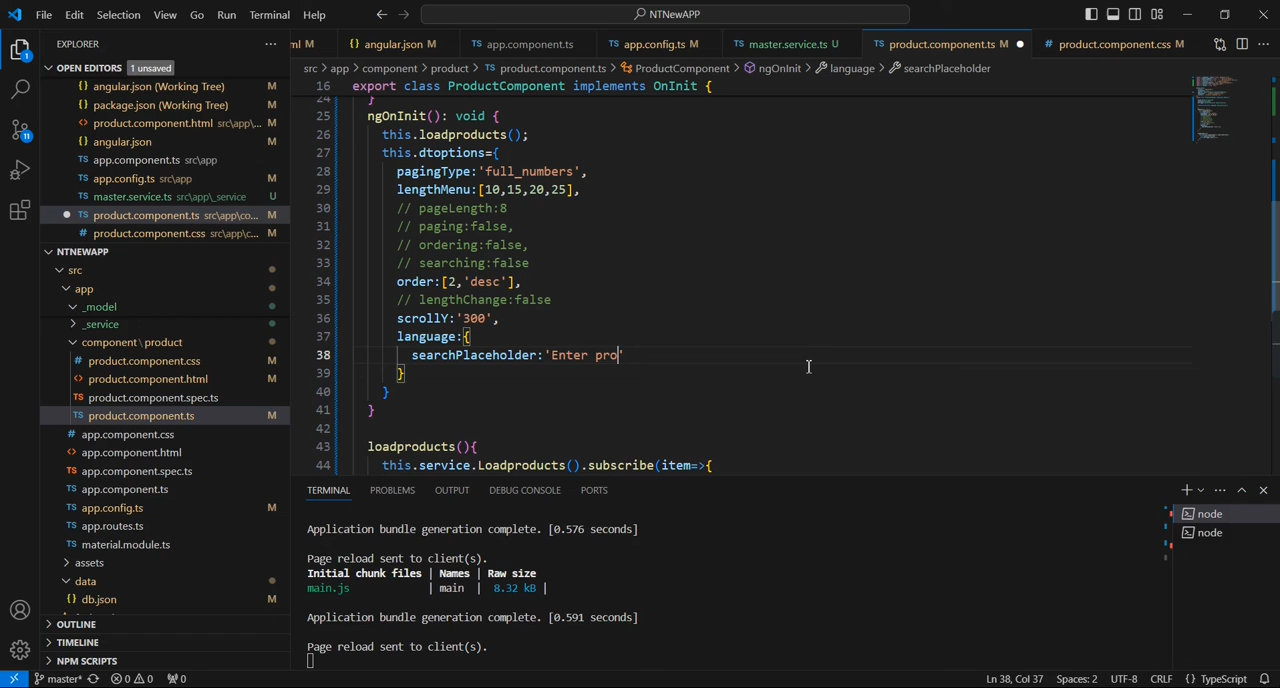 File Edit Selection View Go Run Terminal Help NTNewAPP
EXPLORER
ml M angular.json M app.component.ts app.config.ts M master.service.ts U product.component.ts M product.component.css M
OPEN EDITORS 1 unsaved
src > app > component > product > TS product.component.ts > ProductComponent > ngOnInit > language > searchPlaceholder
angular.json (Working Tree) M
package.json (Working Tree) M
product.component.html src\app\... M
angular.json M
app.component.ts src\app
app.config.ts src\app M
master.service.ts src\app\_service U
product.component.ts src\app\co... M
product.component.css src\app\c... M
NTNEWAPP
src
app
_model
_service
component \ product
product.component.css M
product.component.html M
product.component.spec.ts
product.component.ts M
app.component.css
app.component.html
app.component.spec.ts
app.component.ts
app.config.ts M
app.routes.ts
material.module.ts
assets
data
db.json M
OUTLINE
TIMELINE
NPM SCRIPTS
16 export class ProductComponent implements OnInit {
24 }
25 ngOnInit(): void {
26 this.loadproducts();
27 this.dtoptions={
28 pagingType:'full_numbers',
29 lengthMenu:[10,15,20,25],
30 // pageLength:8
31 // paging:false,
32 // ordering:false,
33 // searching:false
34 order:[2,'desc'],
35 // lengthChange:false
36 scrollY:'300',
37 language:{
38 searchPlaceholder:'Enter pro'
39 }
40 }
41 }
42
43 loadproducts(){
44 this.service.Loadproducts().subscribe(item=>{
TERMINAL PROBLEMS OUTPUT DEBUG CONSOLE PORTS
Application bundle generation complete. [0.576 seconds]
Page reload sent to client(s).
Initial chunk files | Names | Raw size
main.js | main | 8.32 kB |
Application bundle generation complete. [0.591 seconds]
Page reload sent to client(s).
node
node
master* 0 0 0 Ln 38, Col 37 Spaces: 2 UTF-8 CRLF {} TypeScript